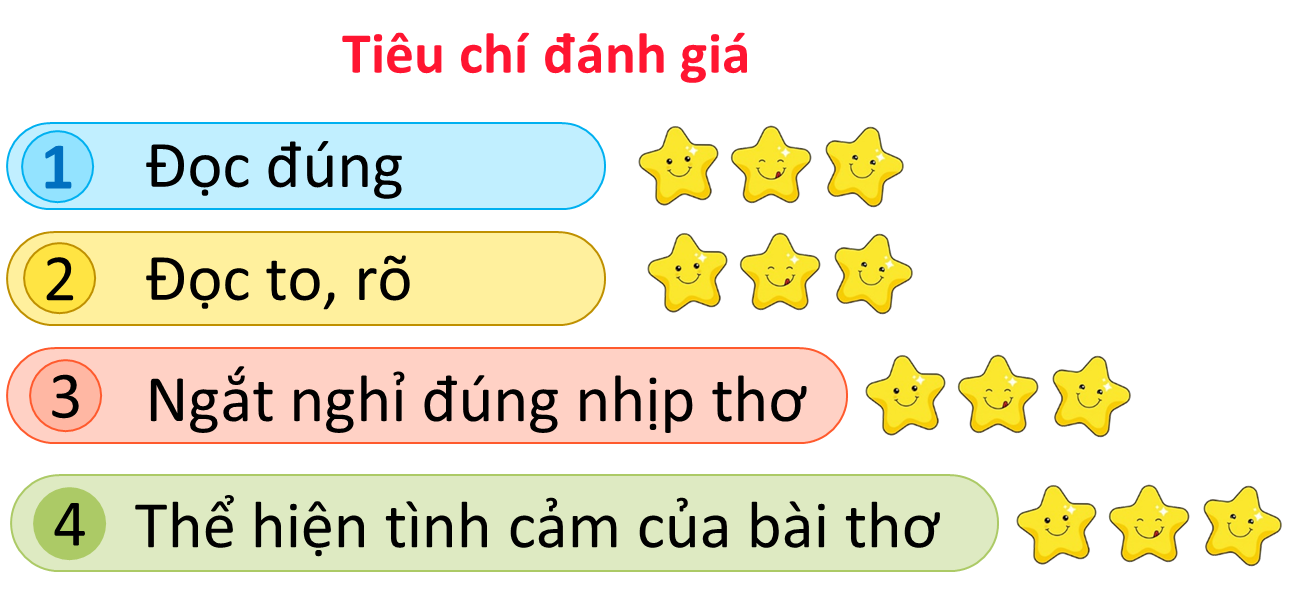 Tiêu chí đánh giá
1 Đọc đúng
2 Đọc to, rõ
3 Ngắt nghỉ đúng nhịp thơ
4 Thể hiện tình cảm của bài thơ